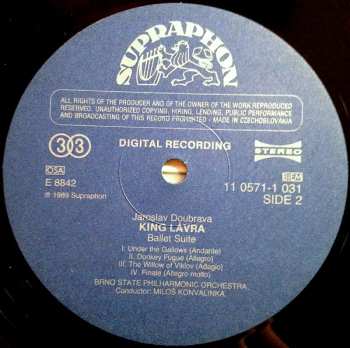 SUPRAPHON
ALL RIGHTS OF THE PRODUCER AND OF THE OWNER OF THE WORK REPRODUCED
RESERVED. UNAUTHORIZED COPYING, HIRING, LENDING, PUBLIC PERFORMANCE
AND BROADCASTING OF THIS RECORD PROHIBITED - MADE IN CZECHOSLOVAKIA
33 DIGITAL RECORDING STEREO
OSA
E 8842
℗ 1989 Supraphon
11 0571-1 031
SIDE 2
Jaroslav Doubrava
KING LÁVRA
Ballet Suite
I. Under the Gallows (Andante)
II. Donkey Fugue (Allegro)
III. The Willow of Viklov (Adagio)
IV. Finale (Allegro molto)
BRNO STATE PHILHARMONIC ORCHESTRA,
Conductor: MILOŠ KONVALINKA